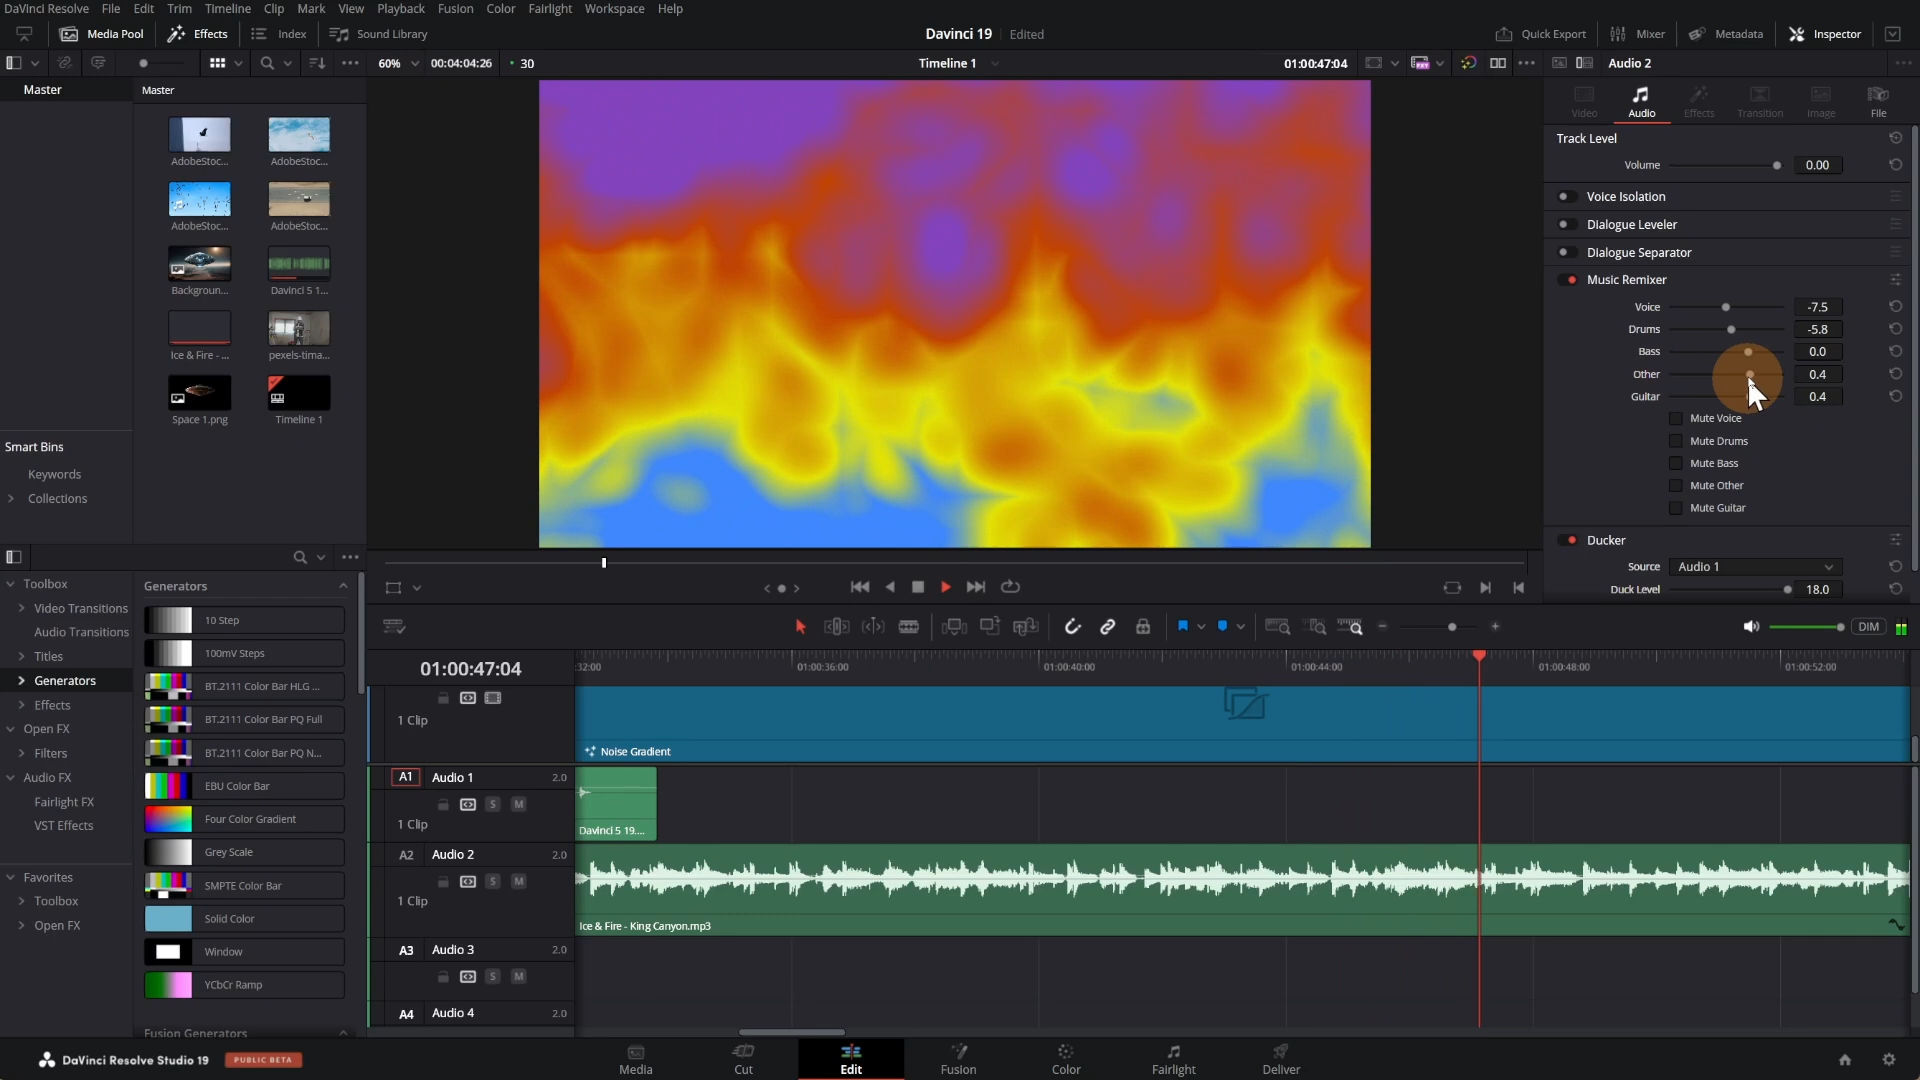 DaVinci Resolve File Edit Trim Timeline Clip Mark View Playback Fusion Color Fairlight Workspace Help
Media Pool Effects Index Sound Library Davinci 19 Edited Quick Export Mixer Metadata Inspector
60% 00:04:04:26 30 Timeline 1 01:00:47:04 Audio 2
Master Master
AdobeStoc... AdobeStoc...
AdobeStoc... AdobeStoc...
Backgroun... Davinci 5 1...
Ice & Fire - ... pexels-tima...
Space 1.png Timeline 1
Smart Bins
Keywords
Collections
Video Audio Effects Transition Image File
Track Level
Volume 0.00
Voice Isolation
Dialogue Leveler
Dialogue Separator
Music Remixer
Voice -7.5
Drums -5.8
Bass 0.0
Other 0.4
Guitar 0.4
Mute Voice
Mute Drums
Mute Bass
Mute Other
Mute Guitar
Ducker
Source Audio 1
Duck Level 18.0
Toolbox
Video Transitions
Audio Transitions
Titles
Generators
Effects
Open FX
Filters
Audio FX
Fairlight FX
VST Effects
Favorites
Toolbox
Open FX
Generators
10 Step
100mV Steps
BT.2111 Color Bar HLG ...
BT.2111 Color Bar PQ Full
BT.2111 Color Bar PQ N...
EBU Color Bar
Four Color Gradient
Grey Scale
SMPTE Color Bar
Solid Color
Window
YCbCr Ramp
Fusion Generators
DIM
01:00:47:04 :32:00 01:00:36:00 01:00:40:00 01:00:44:00 01:00:48:00 01:00:52:00
1 Clip
Noise Gradient
A1 Audio 1 2.0
S M
1 Clip
Davinci 5 19....
A2 Audio 2 2.0
S M
1 Clip
Ice & Fire - King Canyon.mp3
A3 Audio 3 2.0
S M
A4 Audio 4 2.0
DaVinci Resolve Studio 19 PUBLIC BETA
Media Cut Edit Fusion Color Fairlight Deliver